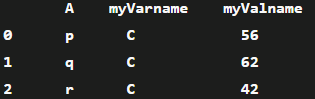 A myVarname myValname
0 p C 56
1 q C 62
2 r C 42